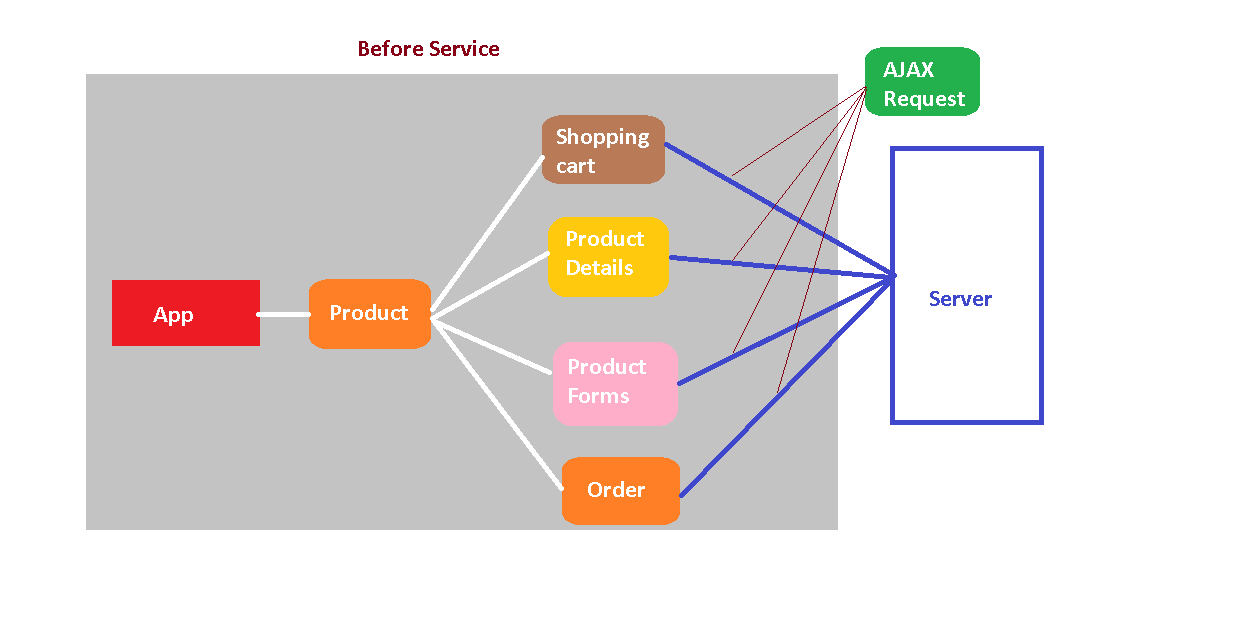 Before Service
AJAX
Request
Shopping
cart
Product
Details
App
Product
Server
Product
Forms
Order